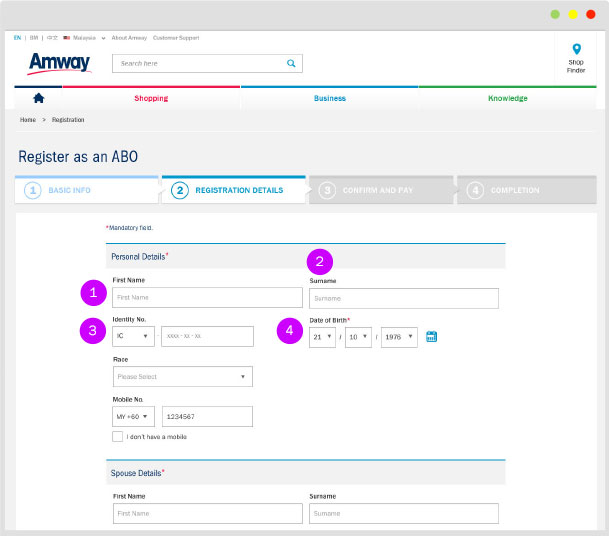 EN | BM | 中文 Malaysia About Amway Customer Support
Amway
Search here
Shop
Finder
Shopping Business Knowledge
Home > Registration
Register as an ABO
1 BASIC INFO 2 REGISTRATION DETAILS 3 CONFIRM AND PAY 4 COMPLETION
*Mandatory field.
Personal Details*
2
First Name Surname
1 First Name Surname
Identity No. Date of Birth*
3 IC - xxxx - xx - xx 4 21 / 10 / 1976
Race
Please Select
Mobile No.
MY +60 1234567
I don't have a mobile
Spouse Details*
First Name Surname
First Name Surname